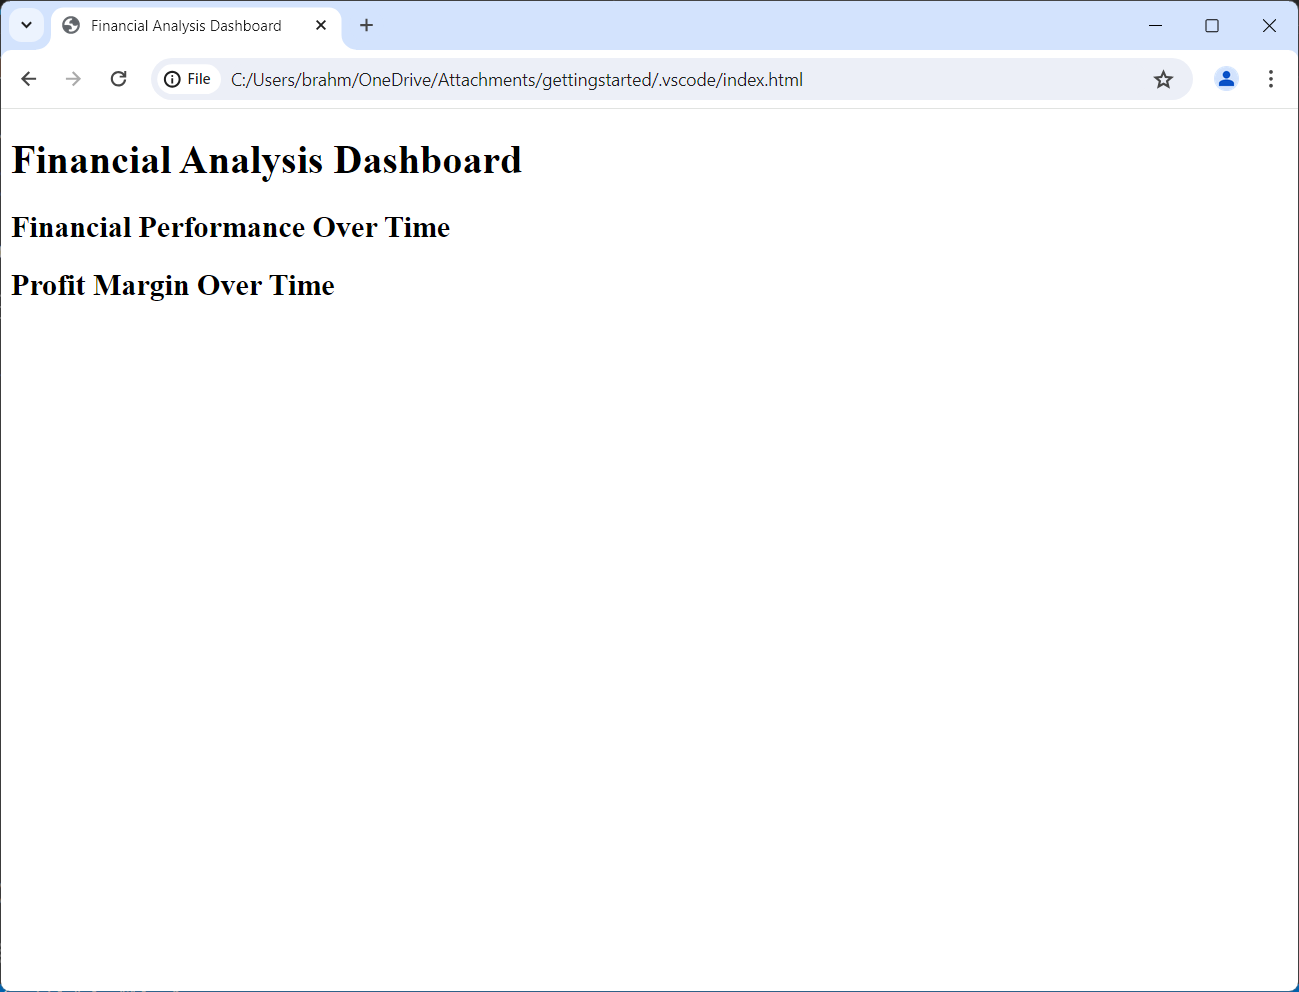 Financial Analysis Dashboard
File C:/Users/brahm/OneDrive/Attachments/gettingstarted/.vscode/index.html
Financial Analysis Dashboard
Financial Performance Over Time
Profit Margin Over Time